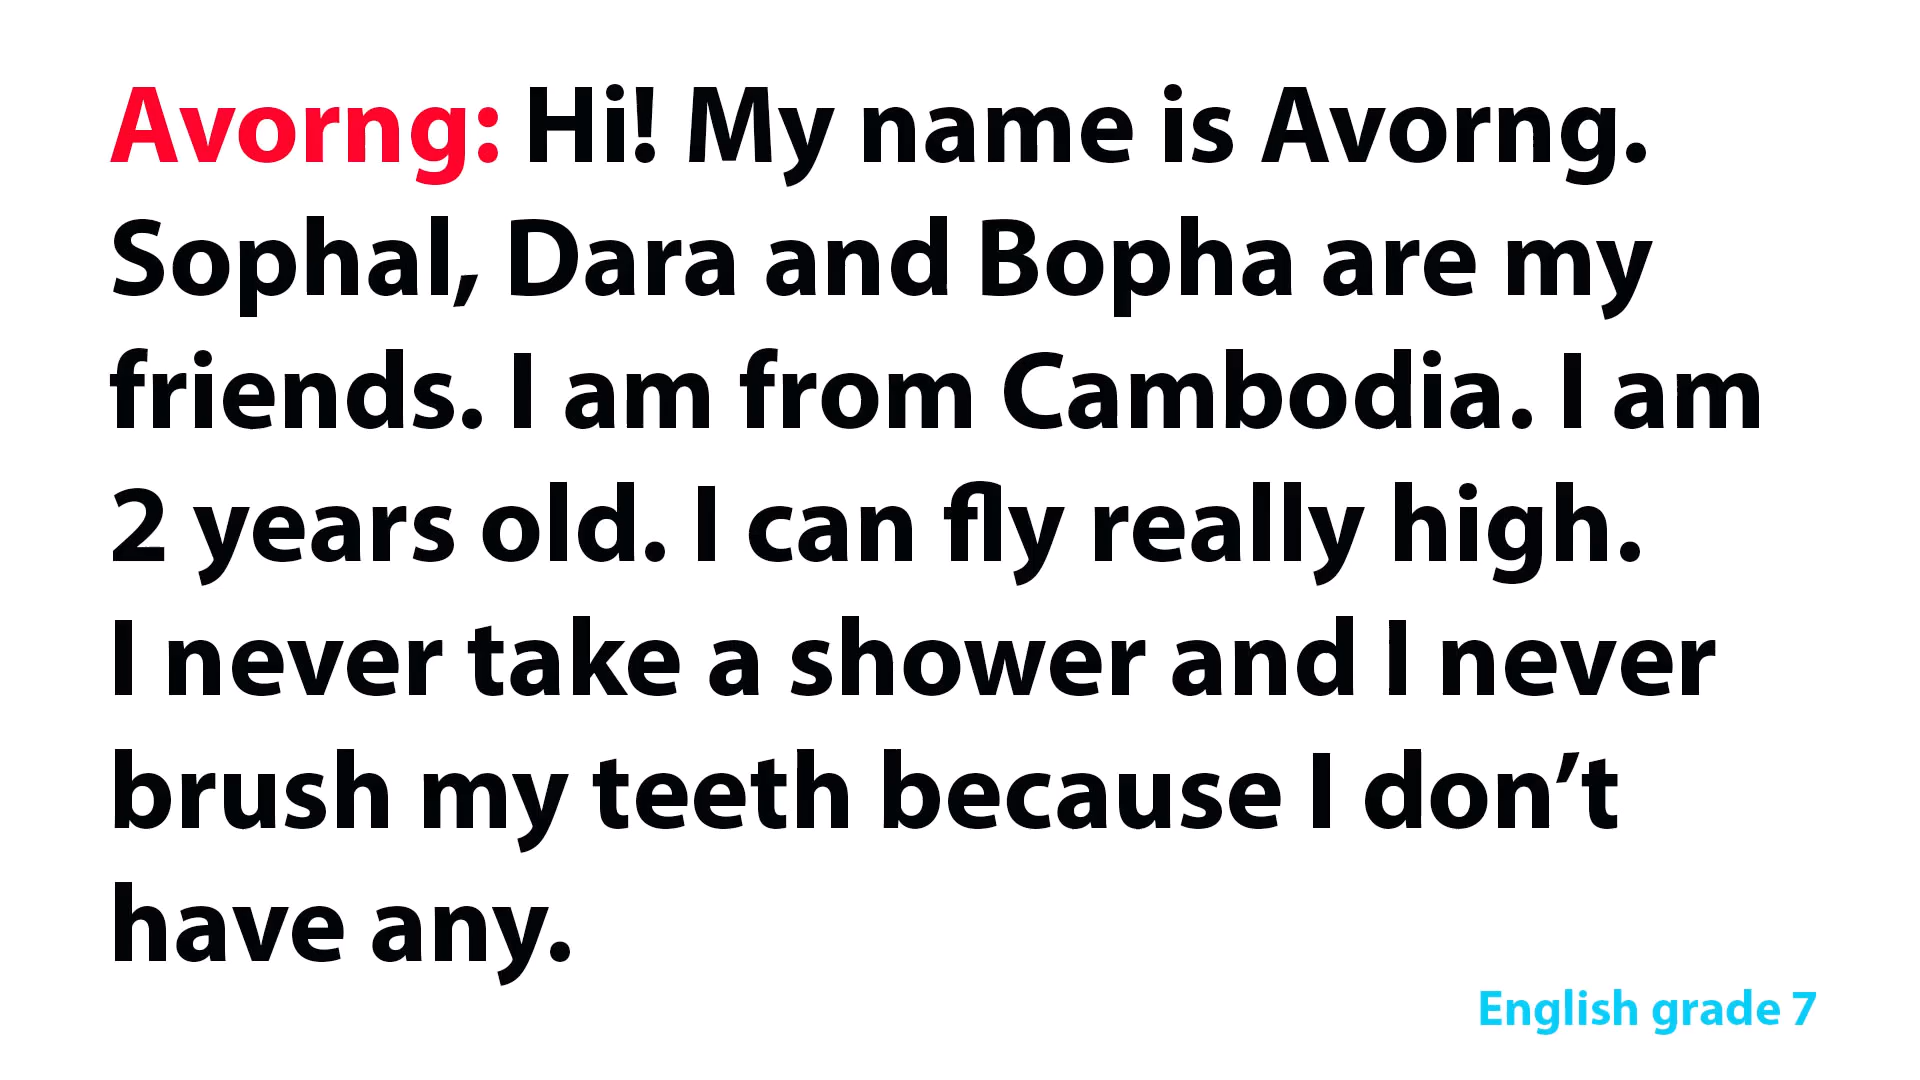 Avorng: Hi! My name is Avorng.
Sophal, Dara and Bopha are my
friends. I am from Cambodia. I am
2 years old. I can fly really high.
I never take a shower and I never
brush my teeth because I don’t
have any.
English grade 7